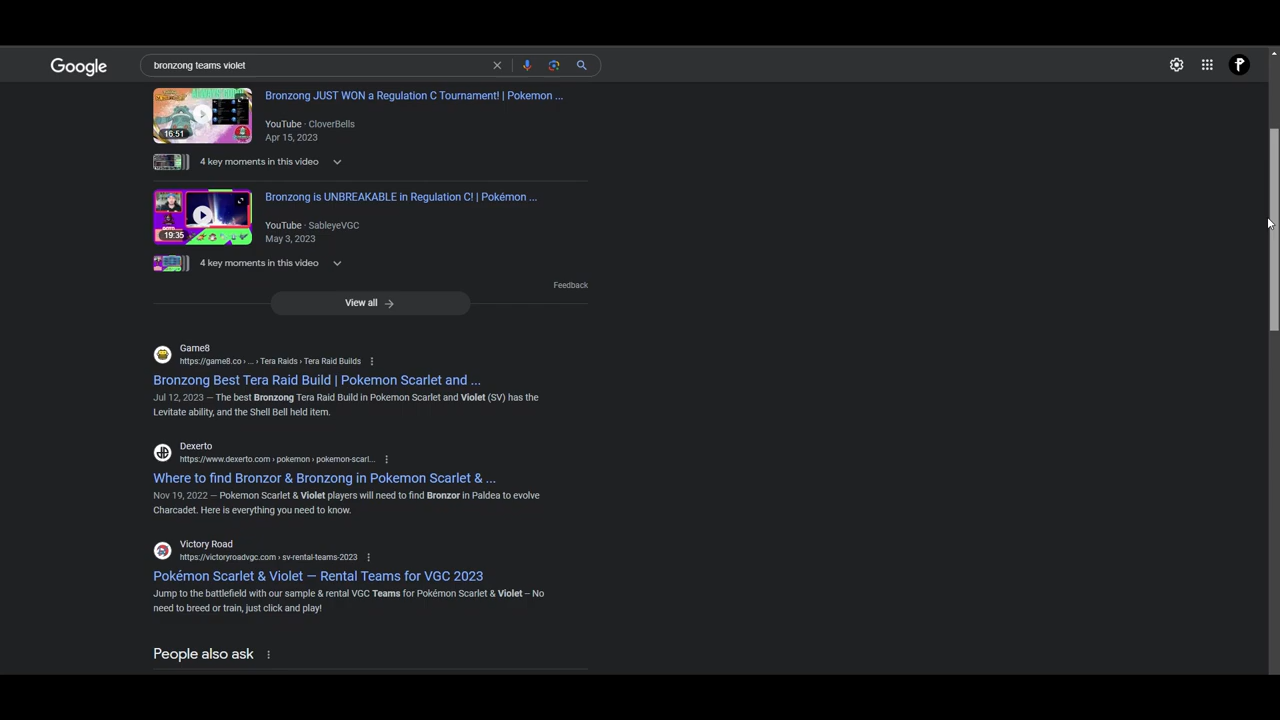 Google
bronzong teams violet
Bronzong JUST WON a Regulation C Tournament! | Pokemon ...
16:51
YouTube · CloverBells
Apr 15, 2023
4 key moments in this video
Bronzong is UNBREAKABLE in Regulation C! | Pokémon ...
19:35
YouTube · SableyeVGC
May 3, 2023
4 key moments in this video
Feedback
View all
Game8
https://game8.co › ... › Tera Raids › Tera Raid Builds
Bronzong Best Tera Raid Build | Pokemon Scarlet and ...
Jul 12, 2023 — The best Bronzong Tera Raid Build in Pokemon Scarlet and Violet (SV) has the
Levitate ability, and the Shell Bell held item.
Dexerto
https://www.dexerto.com › pokemon › pokemon-scarl...
Where to find Bronzor & Bronzong in Pokemon Scarlet & ...
Nov 19, 2022 — Pokemon Scarlet & Violet players will need to find Bronzor in Paldea to evolve
Charcadet. Here is everything you need to know.
Victory Road
https://victoryroadvgc.com › sv-rental-teams-2023
Pokémon Scarlet & Violet — Rental Teams for VGC 2023
Jump to the battlefield with our sample & rental VGC Teams for Pokémon Scarlet & Violet – No
need to breed or train, just click and play!
People also ask